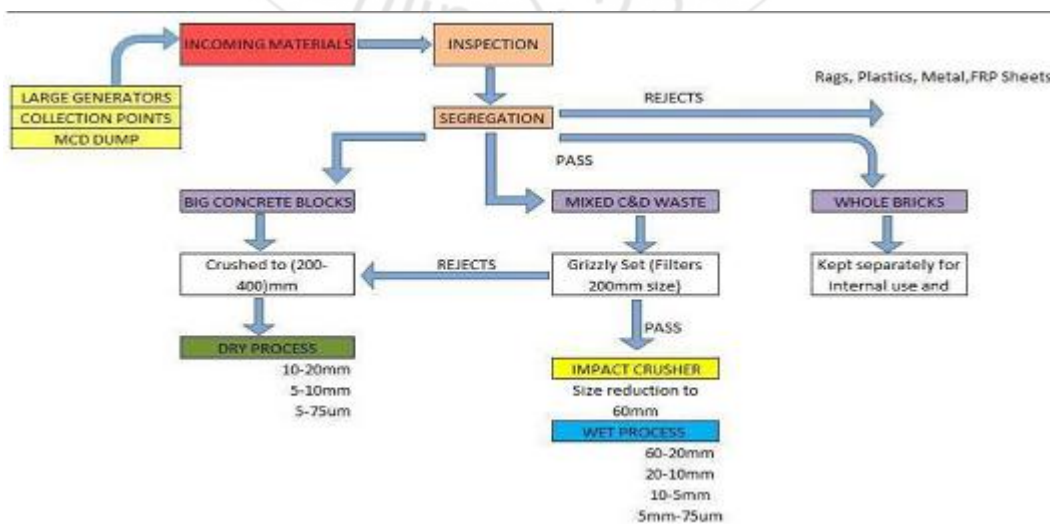 INCOMING MATERIALS
INSPECTION
Rags, Plastics, Metal,FRP Sheets
LARGE GENERATORS
COLLECTION POINTS
MCD DUMP
REJECTS
SEGREGATION
PASS
BIG CONCRETE BLOCKS
MIXED C&D WASTE
WHOLE BRICKS
Crushed to (200-
400)mm
REJECTS
Grizzly Set (Filters
200mm size)
Kept separately for
internal use and
PASS
DRY PROCESS
10-20mm
5-10mm
5-75um
IMPACT CRUSHER
Size reduction to
60mm
WET PROCESS
60-20mm
20-10mm
10-5mm
5mm-75um